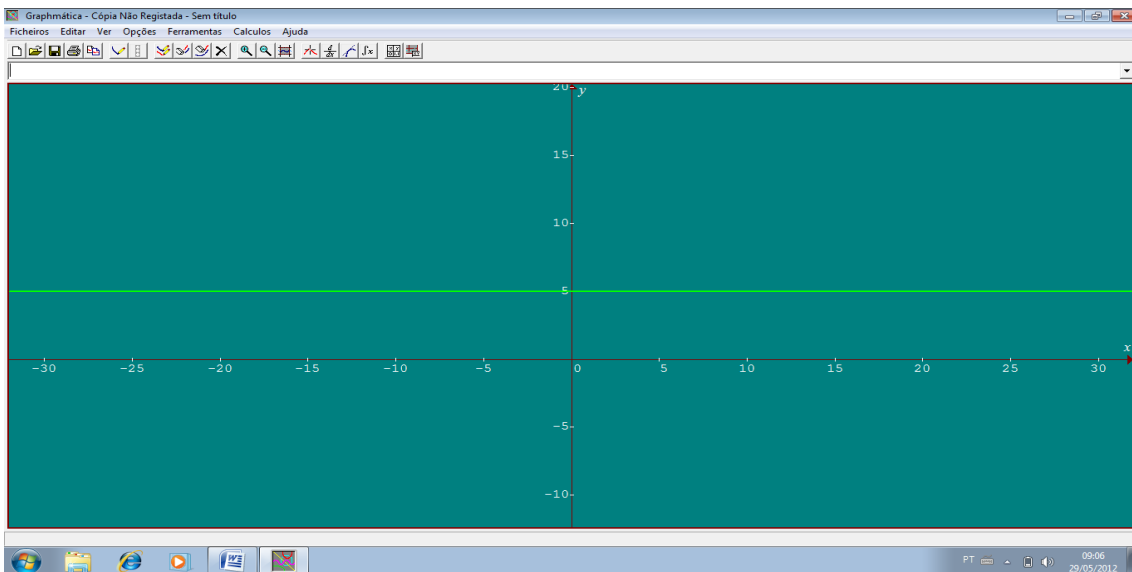 Graphmática - Cópia Não Registada - Sem título
Ficheiros Editar Ver Opções Ferramentas Calculos Ajuda
20 y
15
10
5
x
-30 -25 -20 -15 -10 -5 0 5 10 15 20 25 30
-5
-10
PT 09:06
29/05/2012